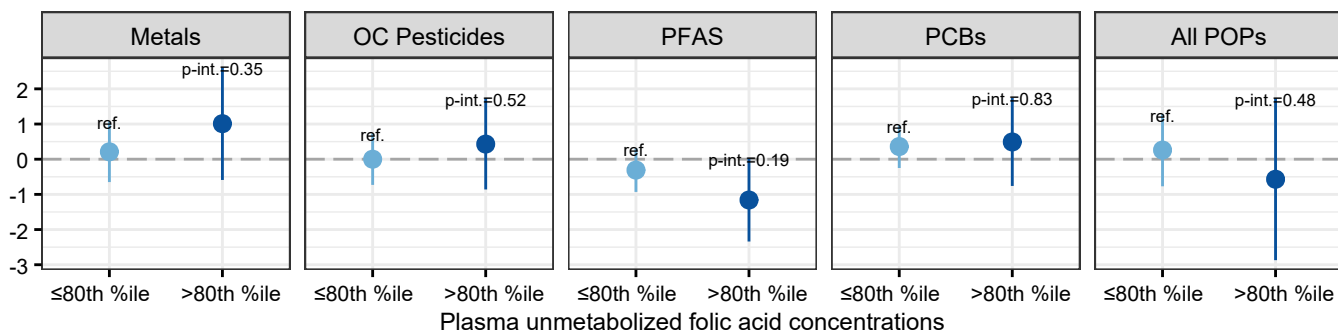 Metals
OC Pesticides
PFAS
PCBs
All POPs
2
1
0
-1
-2
-3
ref.
p-int.=0.35
ref.
p-int.=0.52
ref.
p-int.=0.19
ref.
p-int.=0.83
ref.
p-int.=0.48
≤80th %ile >80th %ile
≤80th %ile >80th %ile
≤80th %ile >80th %ile
≤80th %ile >80th %ile
≤80th %ile >80th %ile
Plasma unmetabolized folic acid concentrations